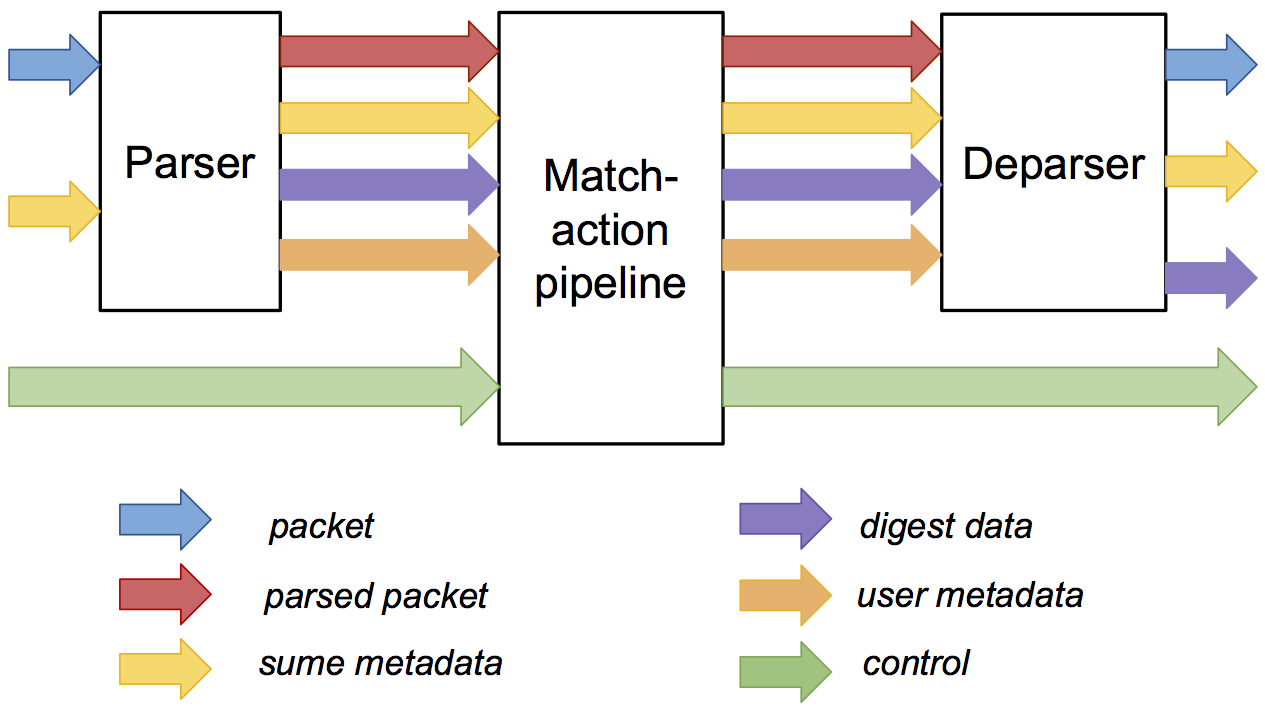 Parser
Match-
action
pipeline
Deparser
packet
parsed packet
sume metadata
digest data
user metadata
control